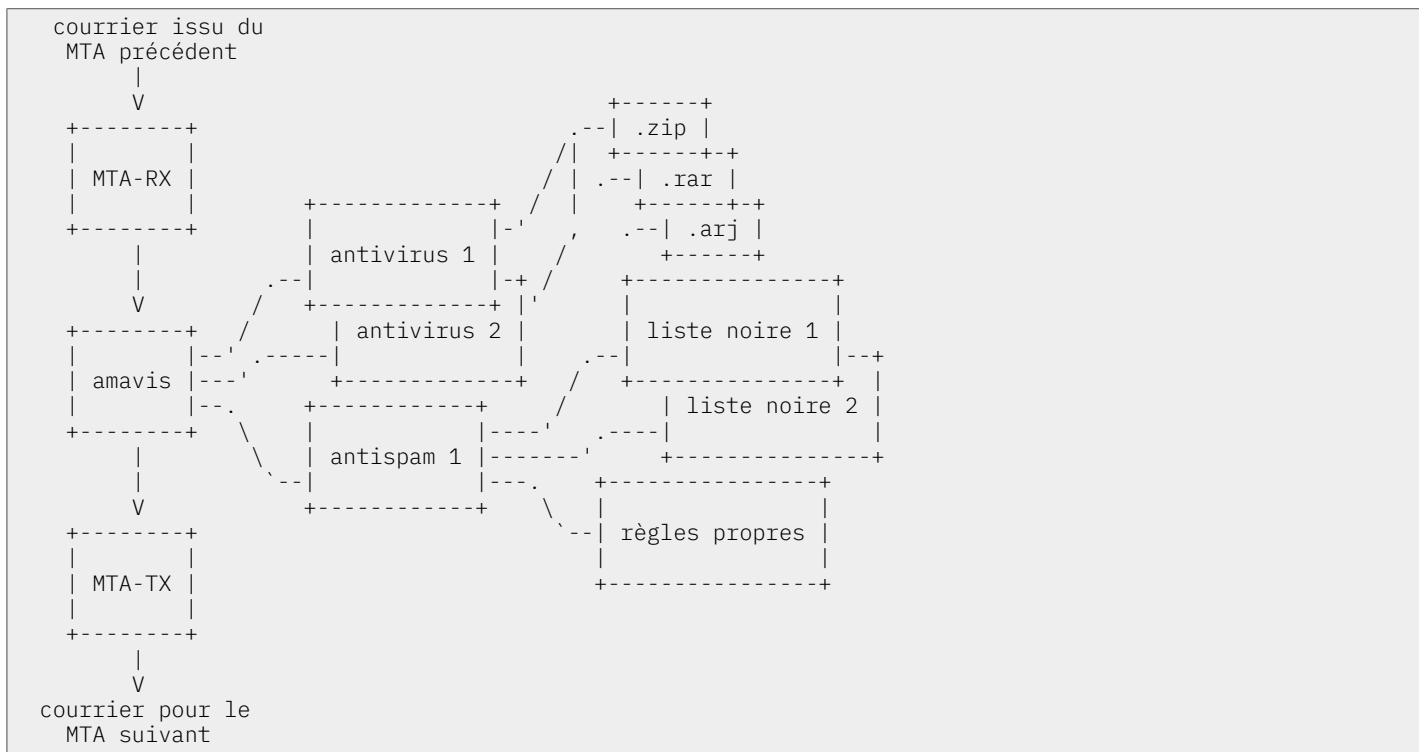 courrier issu du
MTA précédent
.zip
MTA-RX
.rar
.arj
antivirus 1
antivirus 2
liste noire 1
amavis
liste noire 2
antispam 1
règles propres
MTA-TX
courrier pour le
MTA suivant